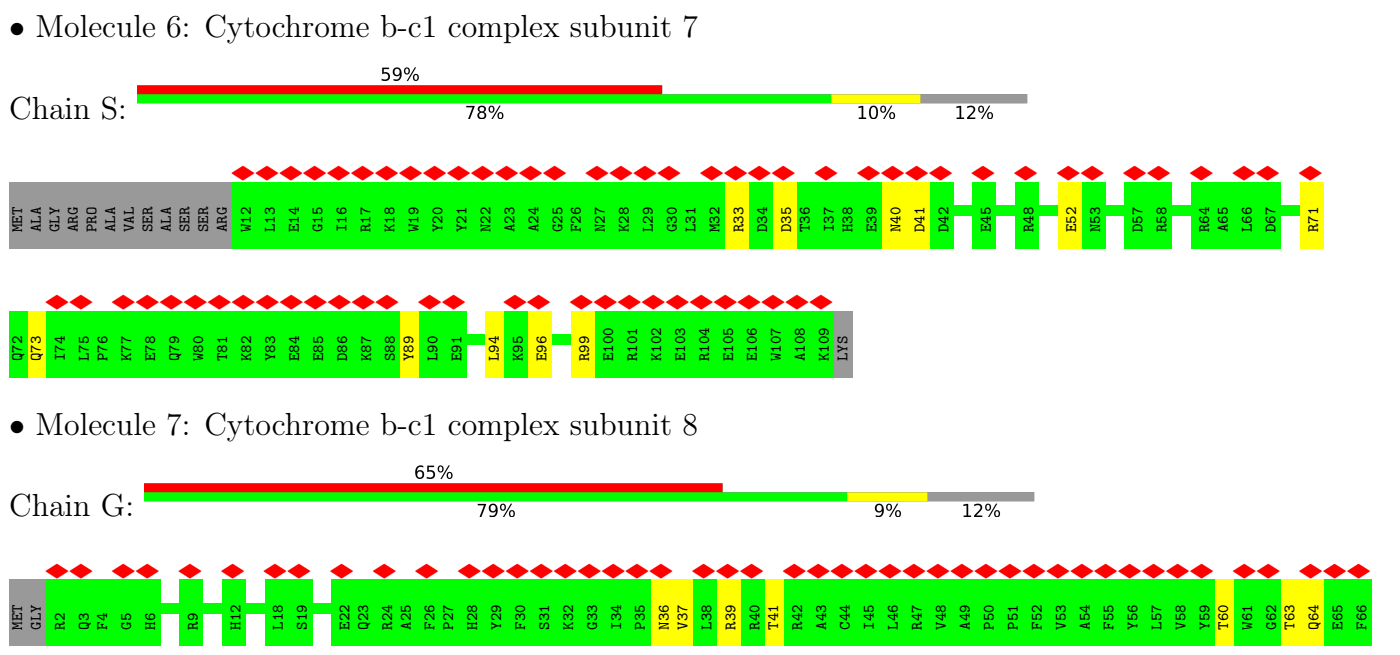 • Molecule 6: Cytochrome b-c1 complex subunit 7
59%
Chain S:
78% 10% 12%
MET ALA GLY ARG PRO ALA VAL SER ALA SER SER ARG W12 L13 E14 G15 I16 R17 K18 W19 Y20 Y21 N22 A23 A24 G25 F26 N27 K28 L29 G30 L31 M32 R33 D34 D35 T36 I37 H38 E39 N40 D41 D42 E45 R48 E52 N53 D57 R58 R64 A65 L66 D67 R71
Q72 Q73 I74 L75 P76 K77 E78 Q79 W80 T81 K82 Y83 E84 E85 D86 K87 S88 Y89 L90 E91 L94 K95 E96 R99 E100 R101 K102 E103 R104 E105 E106 W107 A108 K109 LYS
• Molecule 7: Cytochrome b-c1 complex subunit 8
65%
Chain G:
79% 9% 12%
MET GLY R2 Q3 F4 G5 H6 R9 H12 L18 S19 E22 Q23 R24 A25 F26 P27 H28 Y29 F30 S31 K32 G33 I34 P35 N36 V37 L38 R39 R40 T41 R42 A43 C44 I45 L46 R47 V48 A49 P50 P51 F52 V53 A54 F55 Y56 L57 V58 Y59 T60 W61 G62 T63 Q64 E65 F66